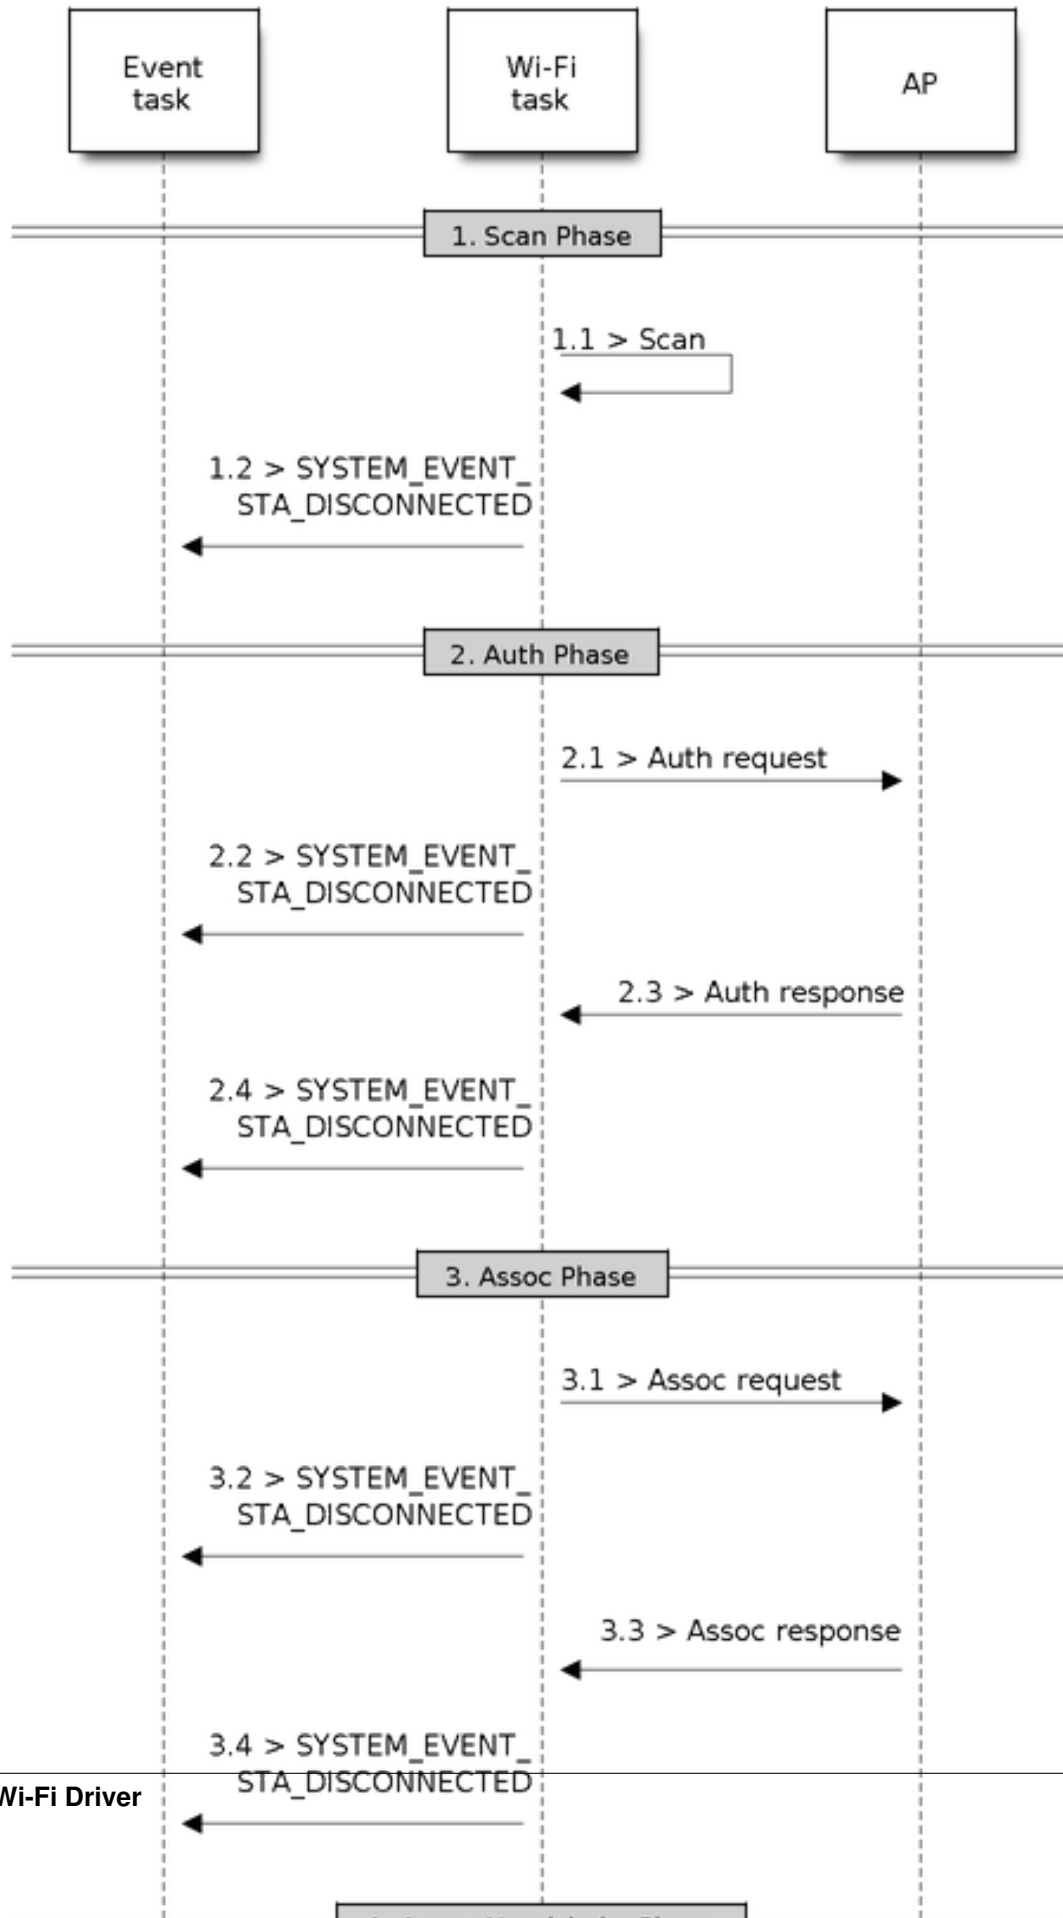 Event
task
Wi-Fi
task
AP
1. Scan Phase
1.1 > Scan
1.2 > SYSTEM_EVENT_
STA_DISCONNECTED
2. Auth Phase
2.1 > Auth request
2.2 > SYSTEM_EVENT_
STA_DISCONNECTED
2.3 > Auth response
2.4 > SYSTEM_EVENT_
STA_DISCONNECTED
3. Assoc Phase
3.1 > Assoc request
3.2 > SYSTEM_EVENT_
STA_DISCONNECTED
3.3 > Assoc response
3.4 > SYSTEM_EVENT_
STA_DISCONNECTED
Wi-Fi Driver